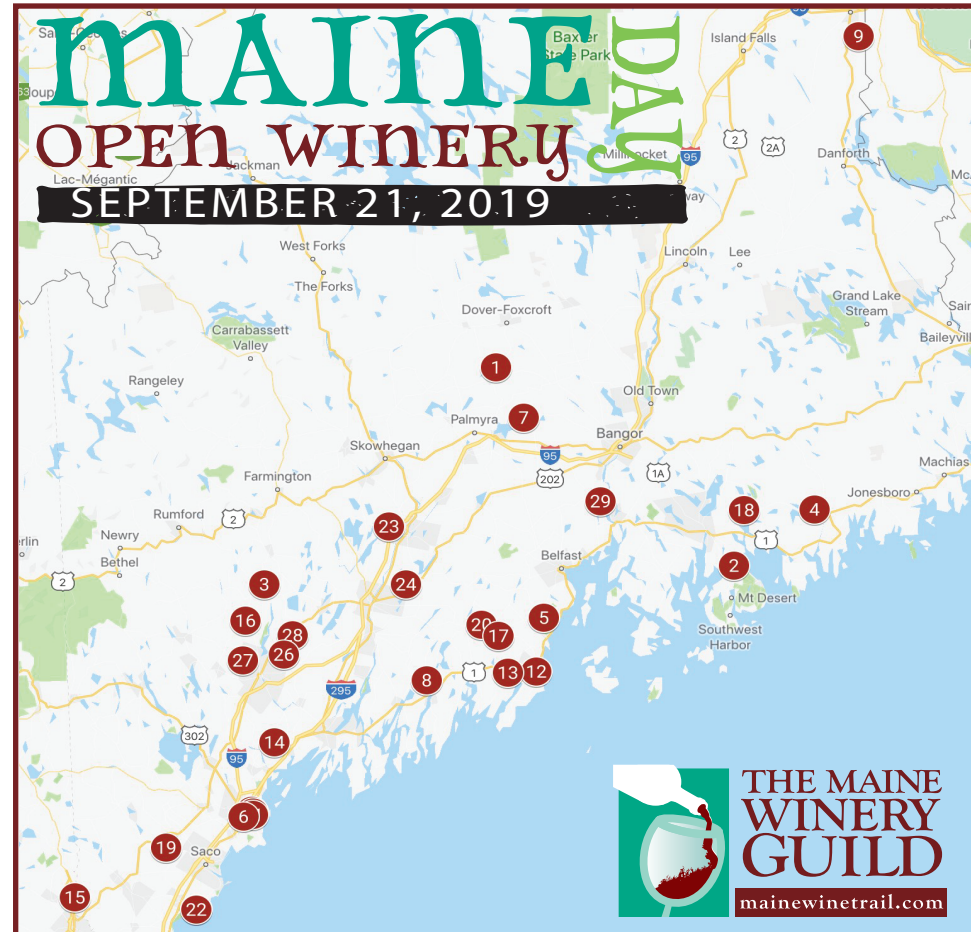 MAINE
DAY
OPEN WINERY
SEPTEMBER 21, 2019
Baxter
State Park
Island Falls
9
95
2
2A
Danforth
Lac-Mégantic
Jackman
West Forks
The Forks
Lincoln
Lee
Grand Lake
Stream
Dover-Foxcroft
Carrabassett
Valley
Rangeley
1
Old Town
Palmyra
7
Skowhegan
Bangor
95
202
1A
Machias
Jonesboro
Farmington
Rumford
2
23
29
18
4
1
Newry
Bethel
2
Belfast
2
Mt Desert
Southwest
Harbor
3
24
16
28
20
17
5
27
26
8
1
13
12
295
302
14
95
6
19
Saco
15
22
THE MAINE
WINERY
GUILD
mainewinetrail.com